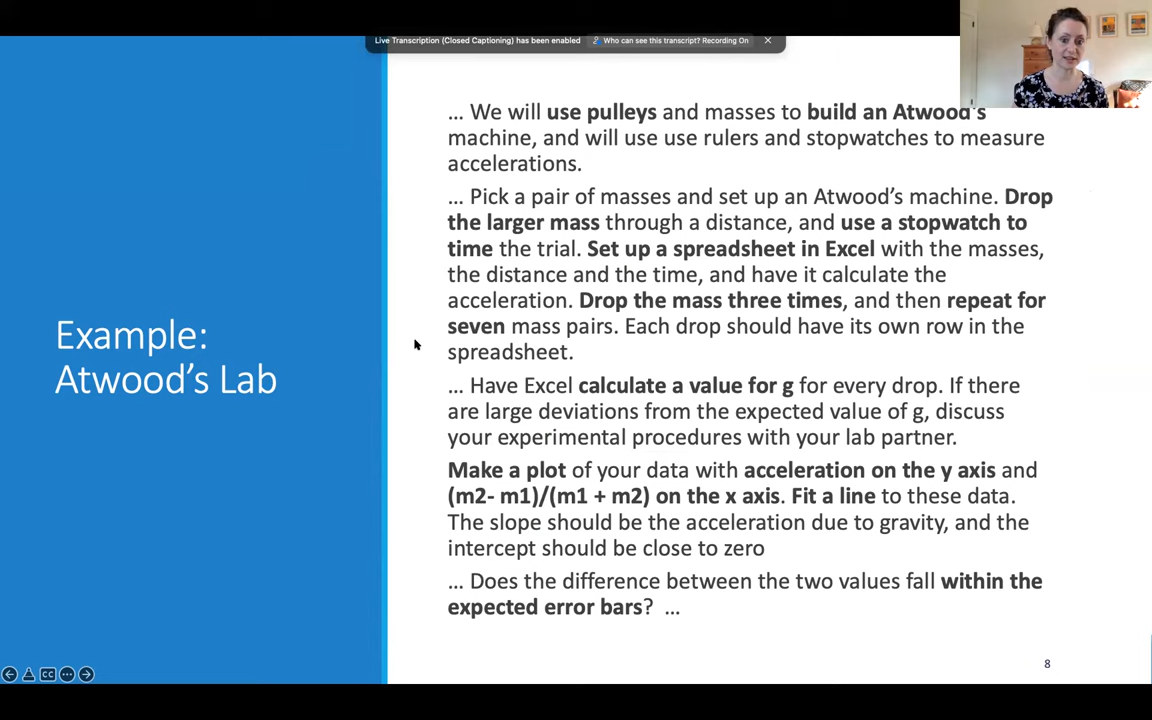 Live Transcription (Closed Captioning) has been enabled
Who can see this transcript? Recording On
… We will use pulleys and masses to build an Atwood's
machine, and will use use rulers and stopwatches to measure
accelerations.
… Pick a pair of masses and set up an Atwood's machine. Drop
the larger mass through a distance, and use a stopwatch to
time the trial. Set up a spreadsheet in Excel with the masses,
the distance and the time, and have it calculate the
acceleration. Drop the mass three times, and then repeat for
seven mass pairs. Each drop should have its own row in the
spreadsheet.
Example:
Atwood's Lab
… Have Excel calculate a value for g for every drop. If there
are large deviations from the expected value of g, discuss
your experimental procedures with your lab partner.
Make a plot of your data with acceleration on the y axis and
(m2- m1)/(m1 + m2) on the x axis. Fit a line to these data.
The slope should be the acceleration due to gravity, and the
intercept should be close to zero
… Does the difference between the two values fall within the
expected error bars? …
8
CC